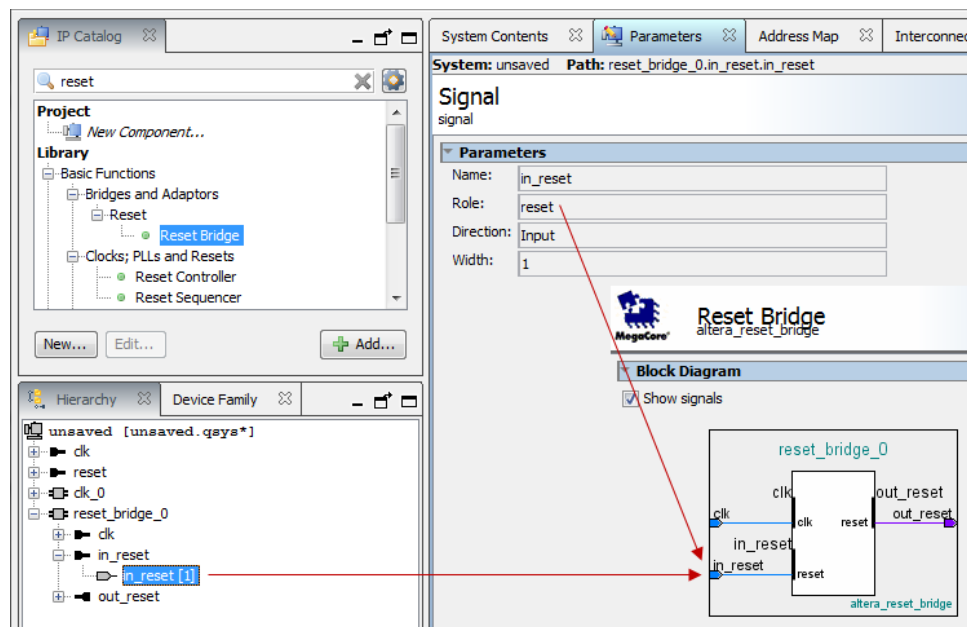 IP Catalog
reset
Project
New Component...
Library
Basic Functions
Bridges and Adaptors
Reset
Reset Bridge
Clocks; PLLs and Resets
Reset Controller
Reset Sequencer
New... Edit... Add...
Hierarchy Device Family
unsaved [unsaved.qsys*]
clk
reset
clk_0
reset_bridge_0
clk
in_reset
in_reset [1]
out_reset
System Contents Parameters Address Map Interconnec
System: unsaved Path: reset_bridge_0.in_reset.in_reset
Signal
signal
Parameters
Name: in_reset
Role: reset
Direction: Input
Width: 1
MegaCore®
Reset Bridge
altera_reset_bridge
Block Diagram
Show signals
reset_bridge_0
clk out_reset
clk out_reset
clk reset
in_reset
in_reset
reset
altera_reset_bridge